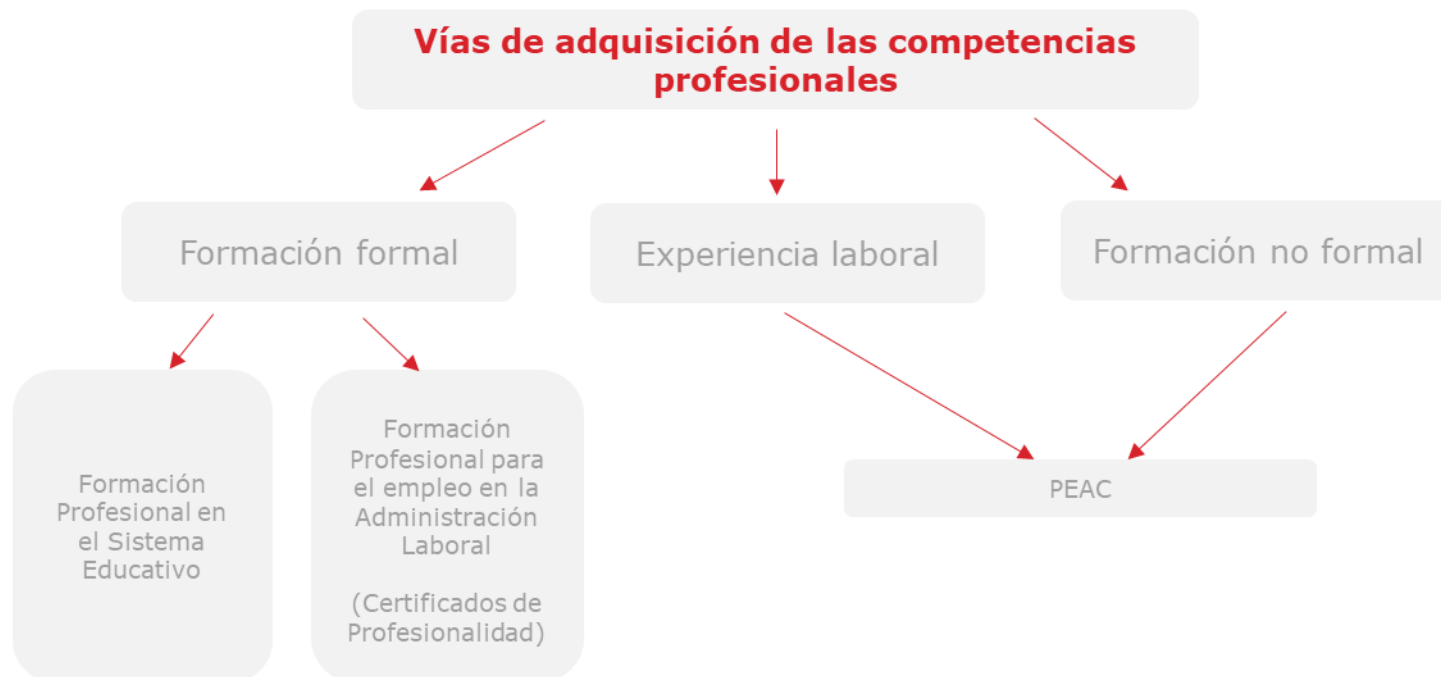 Vías de adquisición de las competencias
profesionales
Formación formal
Experiencia laboral
Formación no formal
Formación
Profesional en
el Sistema
Educativo
Formación
Profesional para
el empleo en la
Administración
Laboral
(Certificados de
Profesionalidad)
PEAC